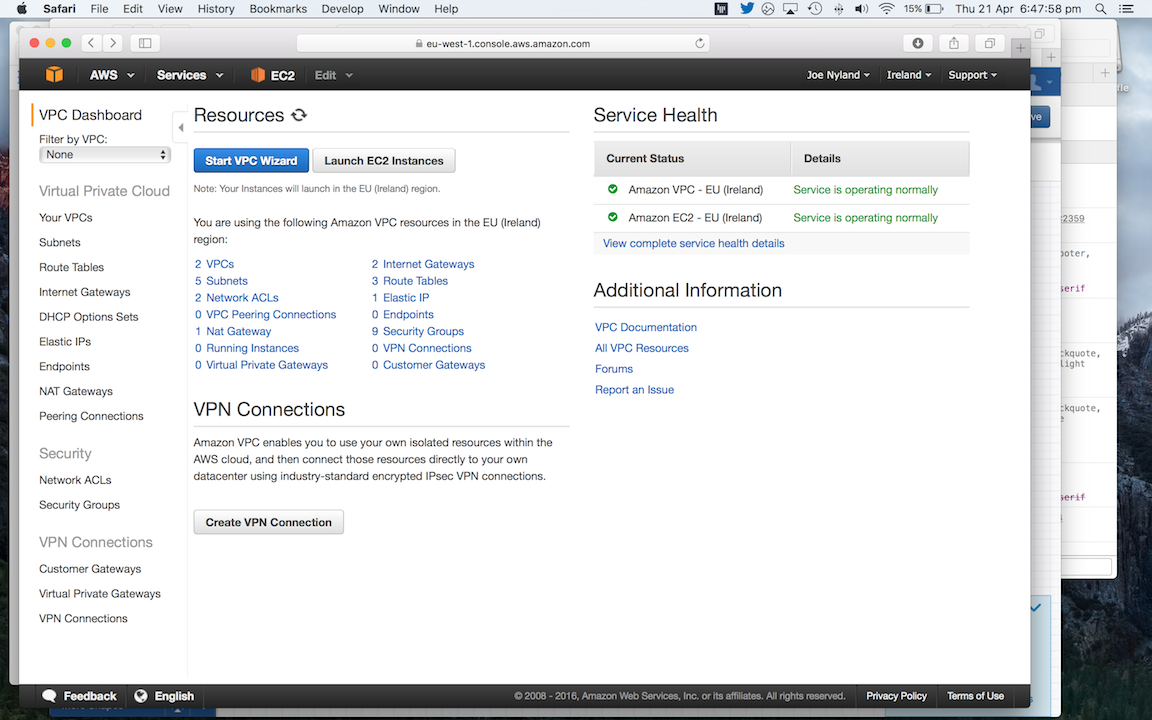 Safari File Edit View History Bookmarks Develop Window Help 15% Thu 21 Apr 6:47:58 pm
eu-west-1.console.aws.amazon.com
AWS Services EC2 Edit Joe Nyland Ireland Support
VPC Dashboard
Filter by VPC:
None
Virtual Private Cloud
Your VPCs
Subnets
Route Tables
Internet Gateways
DHCP Options Sets
Elastic IPs
Endpoints
NAT Gateways
Peering Connections
Security
Network ACLs
Security Groups
VPN Connections
Customer Gateways
Virtual Private Gateways
VPN Connections
Resources
Start VPC Wizard Launch EC2 Instances
Note: Your Instances will launch in the EU (Ireland) region.
You are using the following Amazon VPC resources in the EU (Ireland)
region:
2 VPCs 2 Internet Gateways
5 Subnets 3 Route Tables
2 Network ACLs 1 Elastic IP
0 VPC Peering Connections 0 Endpoints
1 Nat Gateway 9 Security Groups
0 Running Instances 0 VPN Connections
0 Virtual Private Gateways 0 Customer Gateways
VPN Connections
Amazon VPC enables you to use your own isolated resources within the
AWS cloud, and then connect those resources directly to your own
datacenter using industry-standard encrypted IPsec VPN connections.
Create VPN Connection
Service Health
Current Status Details
Amazon VPC - EU (Ireland) Service is operating normally
Amazon EC2 - EU (Ireland) Service is operating normally
View complete service health details
Additional Information
VPC Documentation
All VPC Resources
Forums
Report an Issue
:2359
ooter,
serif
ckquote,
light
ckquote,
serif
Feedback English © 2008 - 2016, Amazon Web Services, Inc. or its affiliates. All rights reserved. Privacy Policy Terms of Use